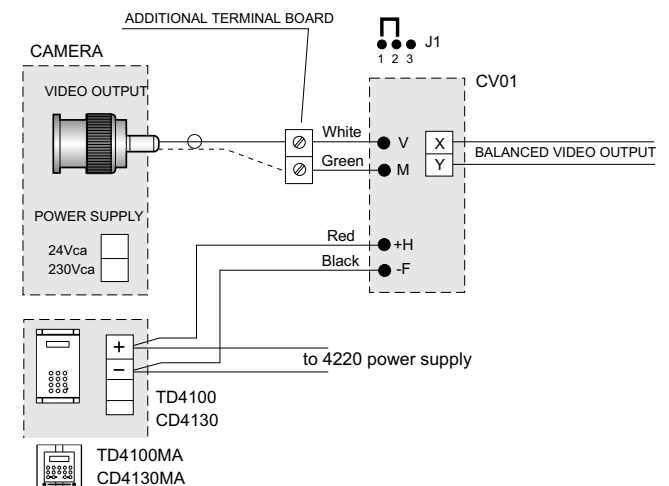 ADDITIONAL TERMINAL BOARD
J1
1 2 3
CAMERA
CV01
VIDEO OUTPUT
White
V
X
Green
M
Y
BALANCED VIDEO OUTPUT
POWER SUPPLY
24Vca
230Vca
Red
+H
Black
-F
+
−
to 4220 power supply
TD4100
CD4130
TD4100MA
CD4130MA